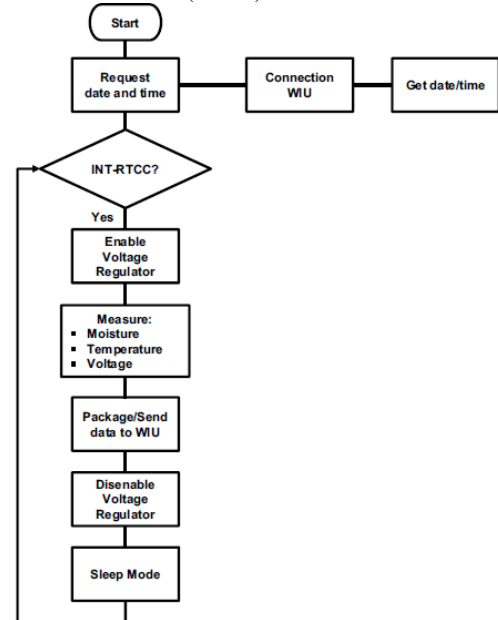 Start
Request
date and time
Connection
WIU
Get date/time
INT-RTCC?
Yes
Enable
Voltage
Regulator
Measure:
▪ Moisture
▪ Temperature
▪ Voltage
Package/Send
data to WIU
Disenable
Voltage
Regulator
Sleep Mode